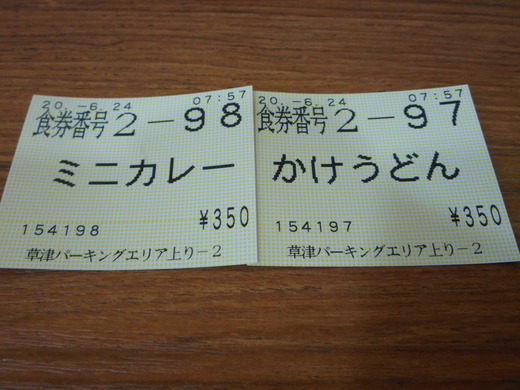 20.-6.24 07:57
食券番号2-98
ミニカレー
¥350
154198
草津パーキングエリア上り-2
20.-6.24 07:57
食券番号2-97
かけうどん
¥350
154197
草津パーキングエリア上り-2